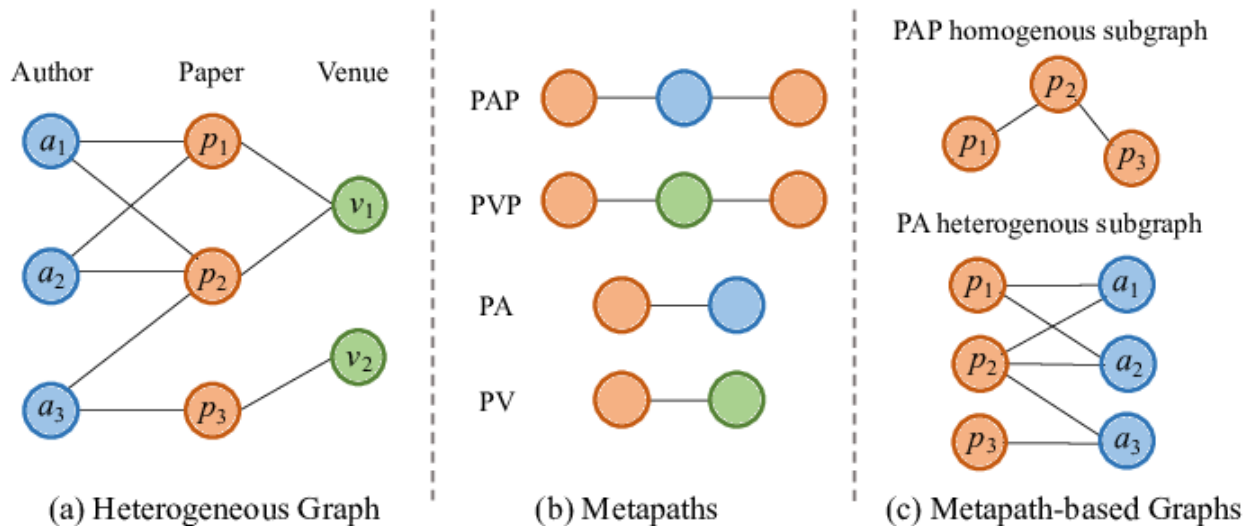 Author Paper Venue
a1 p1
v1
a2 p2
v2
a3 p3
(a) Heterogeneous Graph
PAP
PVP
PA
PV
(b) Metapaths
PAP homogenous subgraph
p2
p1
p3
PA heterogenous subgraph
p1 a1
p2 a2
p3 a3
(c) Metapath-based Graphs